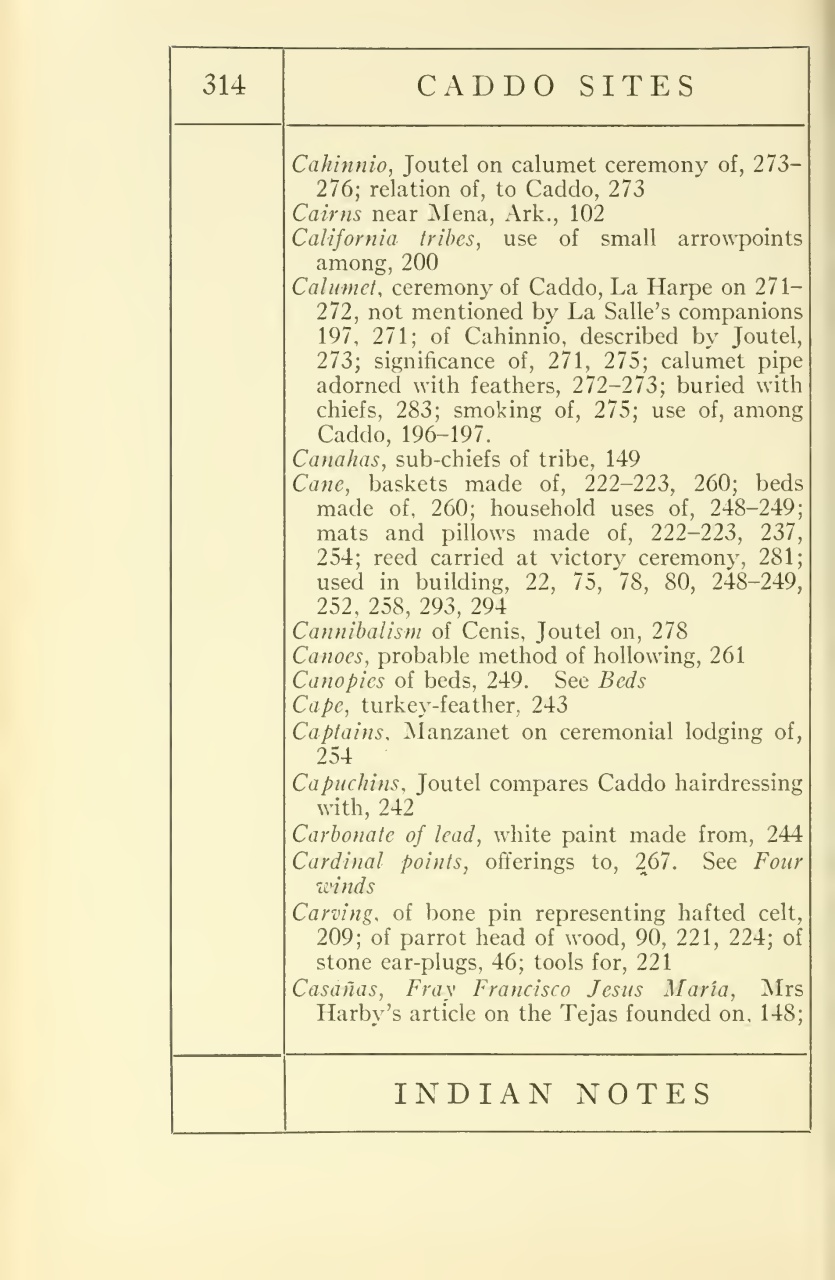 314
CADDO SITES
Cahinnio, Joutel on calumet ceremony of, 273–
276; relation of, to Caddo, 273
Cairns near Mena, Ark., 102
California tribes, use of small arrowpoints
among, 200
Calumet, ceremony of Caddo, La Harpe on 271–
272, not mentioned by La Salle's companions
197, 271; of Cahinnio, described by Joutel,
273; significance of, 271, 275; calumet pipe
adorned with feathers, 272–273; buried with
chiefs, 283; smoking of, 275; use of, among
Caddo, 196–197.
Canahas, sub-chiefs of tribe, 149
Cane, baskets made of, 222–223, 260; beds
made of, 260; household uses of, 248–249;
mats and pillows made of, 222–223, 237,
254; reed carried at victory ceremony, 281;
used in building, 22, 75, 78, 80, 248–249,
252, 258, 293, 294
Cannibalism of Cenis, Joutel on, 278
Canoes, probable method of hollowing, 261
Canopies of beds, 249. See Beds
Cape, turkey-feather, 243
Captains, Manzanet on ceremonial lodging of,
254
Capuchins, Joutel compares Caddo hairdressing
with, 242
Carbonate of lead, white paint made from, 244
Cardinal points, offerings to, 267. See Four
winds
Carving, of bone pin representing hafted celt,
209; of parrot head of wood, 90, 221, 224; of
stone ear-plugs, 46; tools for, 221
Casañas, Fray Francisco Jesus María, Mrs
Harby's article on the Tejas founded on, 148;
INDIAN NOTES